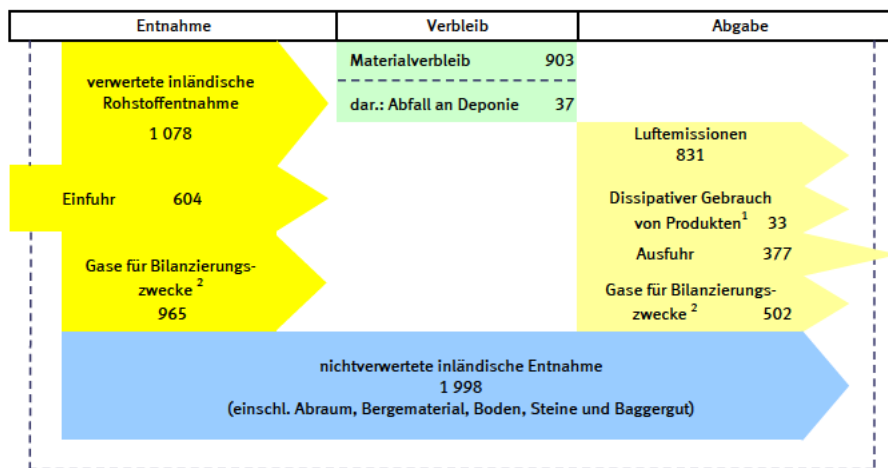 Entnahme
Verbleib
Abgabe
verwertete inländische
Rohstoffentnahme
1 078
Einfuhr 604
Gase für Bilanzierungs-
zwecke ²
965
Materialverbleib 903
dar.: Abfall an Deponie 37
Luftemissionen
831
Dissipativer Gebrauch
von Produkten¹ 33
Ausfuhr 377
Gase für Bilanzierungs-
zwecke ² 502
nichtverwertete inländische Entnahme
1 998
(einschl. Abraum, Bergematerial, Boden, Steine und Baggergut)